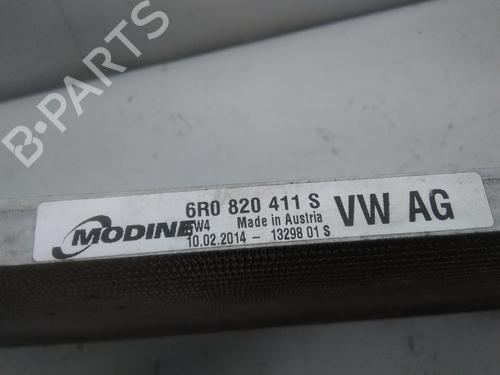 B-PARTS
6R0 820 411 S
MODINE
W4 Made in Austria
VW AG
10.02.2014 - 13298 01 S